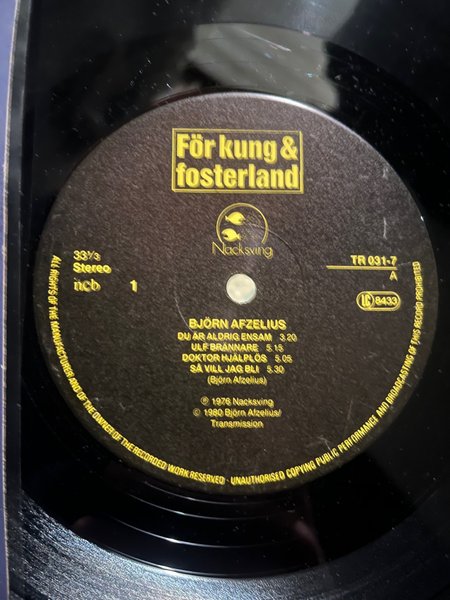 För kung &
fosterland
Nacksving
33⅓
Stereo
ncb 1
TR 031-7
A
LC 8433
BJÖRN AFZELIUS
DU ÄR ALDRIG ENSAM 3.20
ULF BRÄNNARE 5.15
DOKTOR HJÄLPLÖS 5.05
SÅ VILL JAG BLI 5.30
(Björn Afzelius)
℗ 1976 Nacksving
© 1980 Björn Afzelius/
Transmission
ALL RIGHTS OF THE MANUFACTURER AND OF THE OWNER OF THE RECORDED WORK RESERVED · UNAUTHORISED COPYING PUBLIC PERFORMANCE AND BROADCASTING OF THIS RECORD PROHIBITED